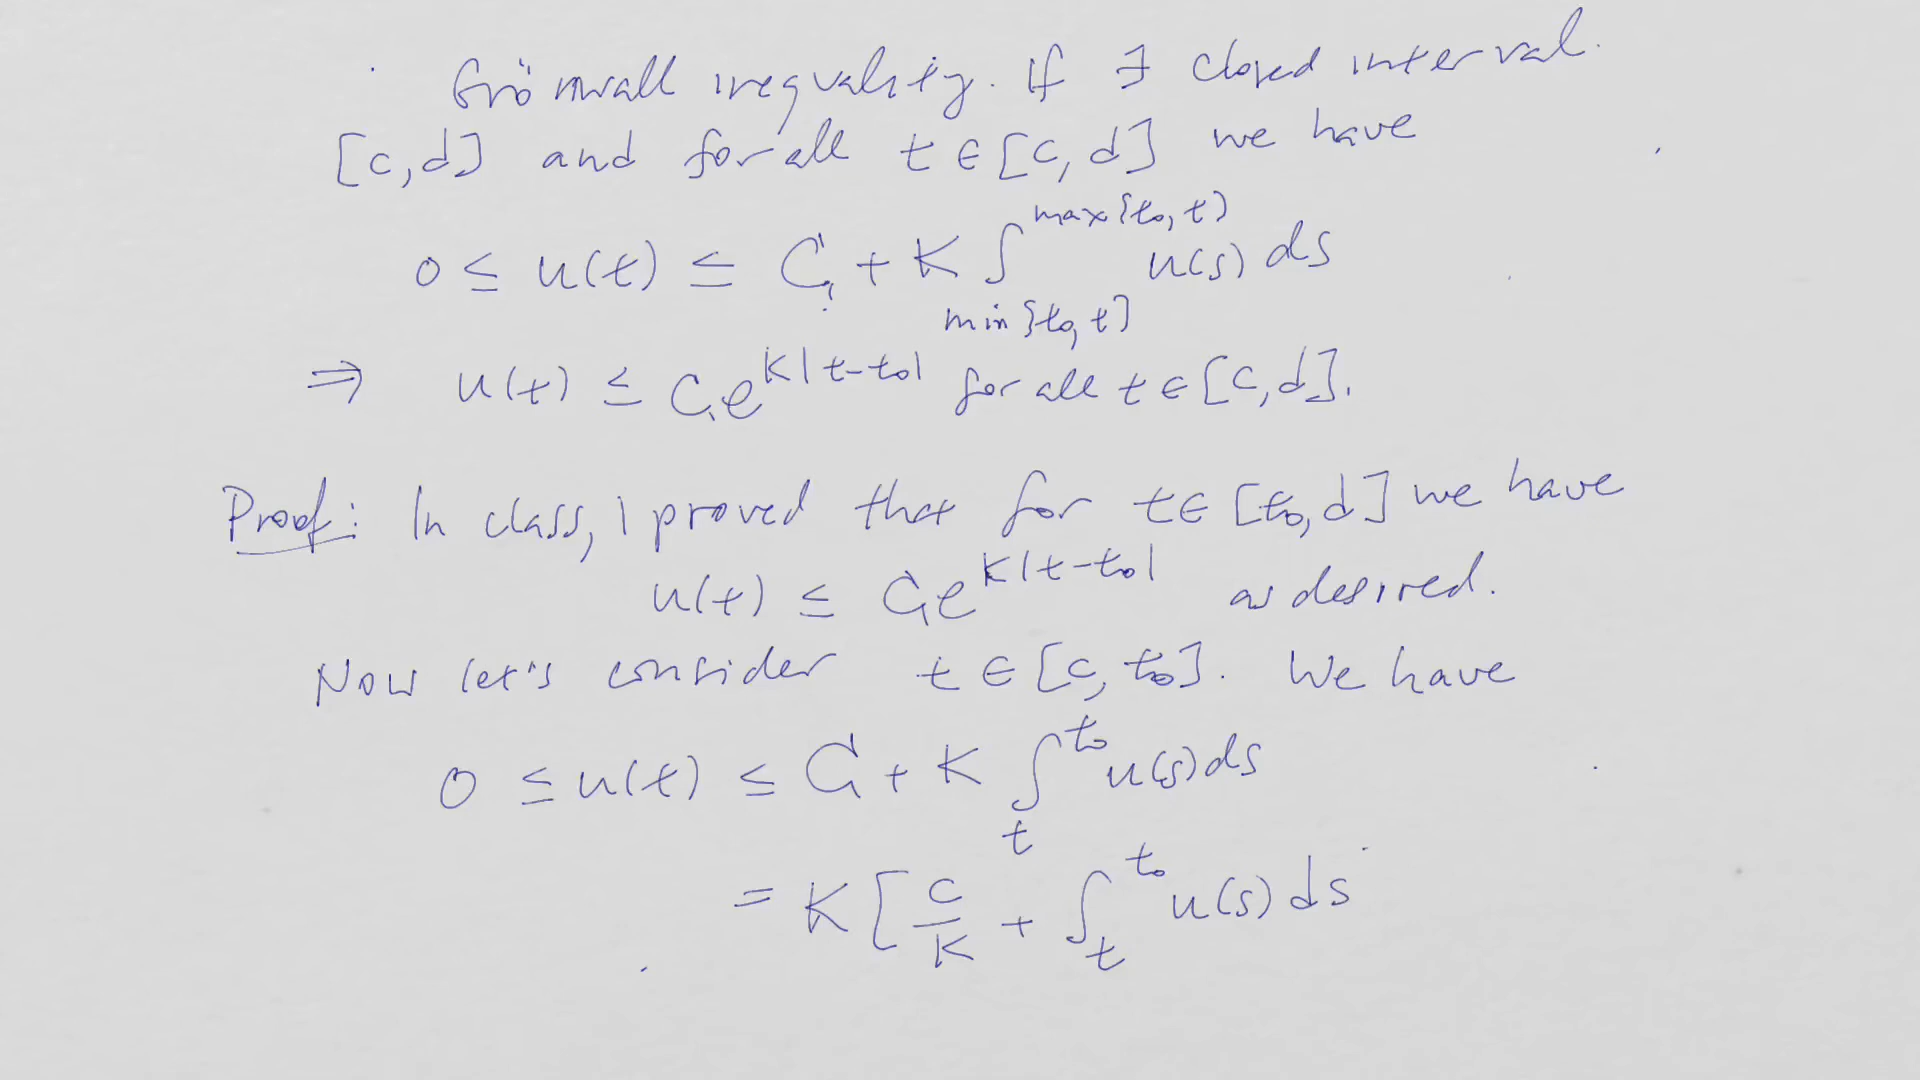 Grönwall inequality. If ∃ closed interval.
[c,d] and for all t ∈ [c,d] we have
0 ≤ u(t) ≤ C₁ + K ∫_{min{t₀,t}}^{max{t₀,t}} u(s) ds
⇒ u(t) ≤ C₁e^{K|t-t₀|} for all t ∈ [c,d].
Proof: In class, I proved that for t ∈ [t₀,d] we have
u(t) ≤ C₁e^{K|t-t₀|} as desired.
Now let's consider t ∈ [c,t₀]. We have
0 ≤ u(t) ≤ C₁ + K ∫_t^{t₀} u(s)ds
= K[C/K + ∫_t^{t₀} u(s) ds